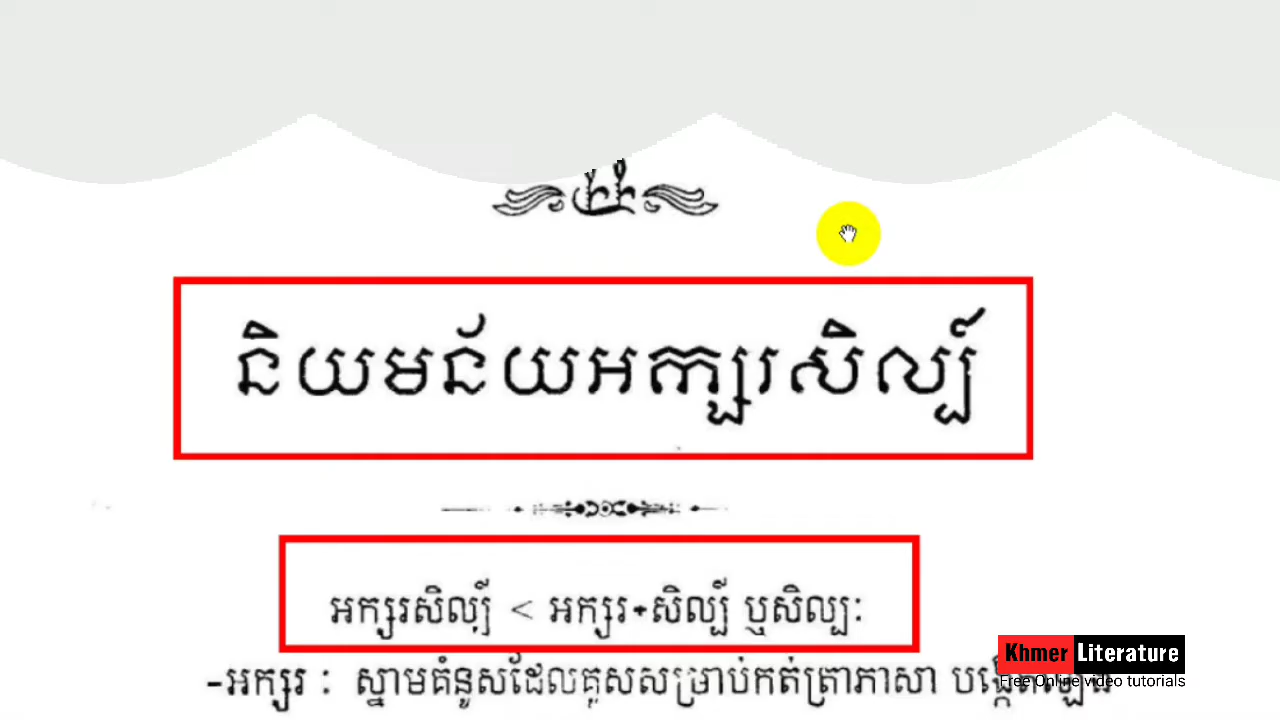 និយមន័យអក្សរសិល្ប៍
អក្សរសិល្ប៍ < អក្សរ+សិល្ប៍ ឬសិល្បៈ
-អក្សរ : ស្នាមគំនូសដែលគូសសម្រាប់កត់ត្រាភាសា
Khmer Literature
Free Online video tutorials